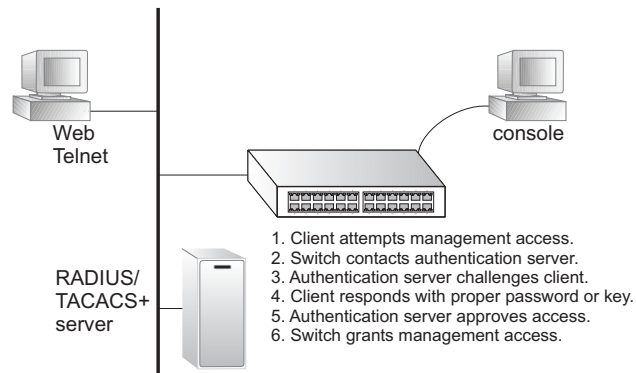 Web
Telnet
console
RADIUS/
TACACS+
server
1. Client attempts management access.
2. Switch contacts authentication server.
3. Authentication server challenges client.
4. Client responds with proper password or key.
5. Authentication server approves access.
6. Switch grants management access.